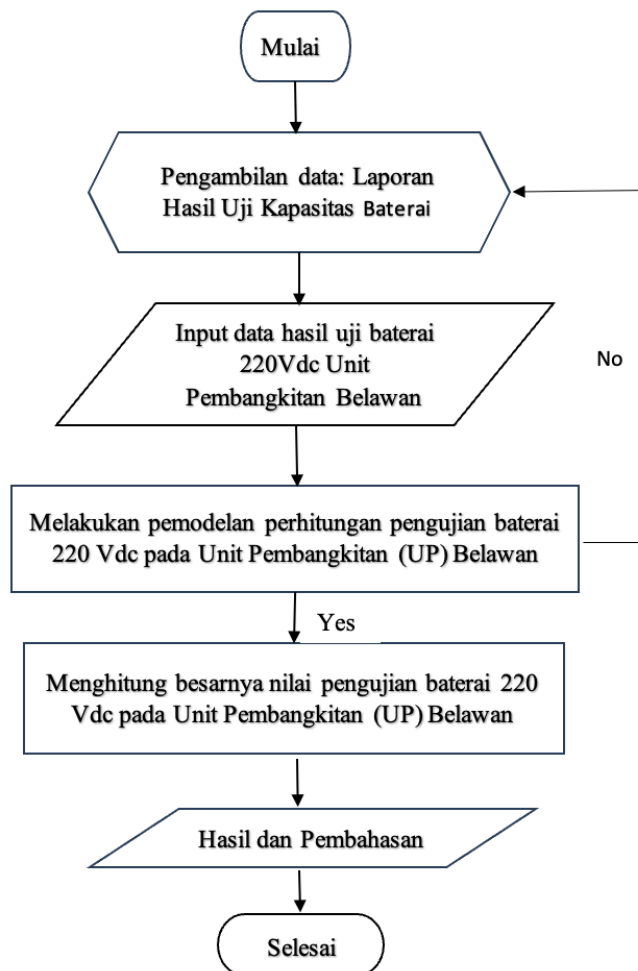 Mulai
Pengambilan data: Laporan
Hasil Uji Kapasitas Baterai
Input data hasil uji baterai
220Vdc Unit
Pembangkitan Belawan
No
Melakukan pemodelan perhitungan pengujian baterai
220 Vdc pada Unit Pembangkitan (UP) Belawan
Yes
Menghitung besarnya nilai pengujian baterai 220
Vdc pada Unit Pembangkitan (UP) Belawan
Hasil dan Pembahasan
Selesai